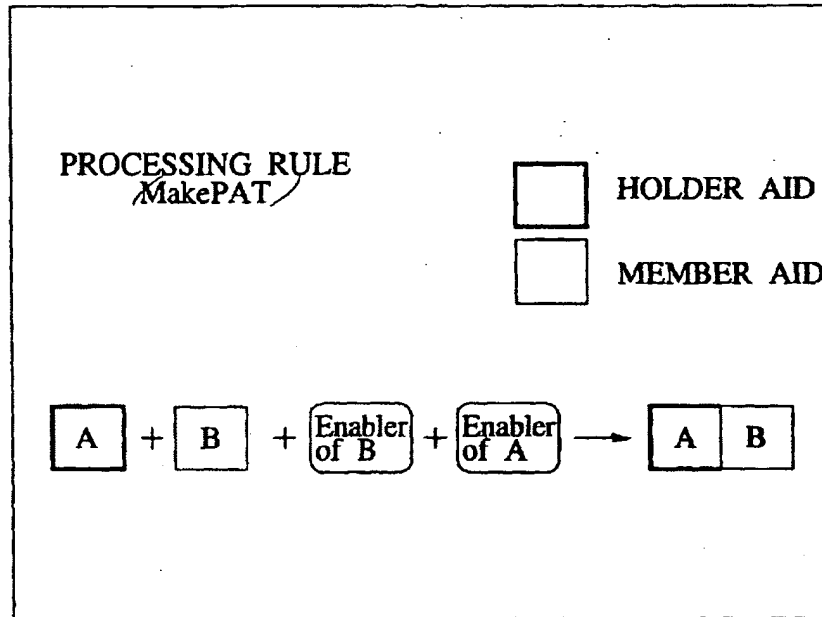 PROCESSING RULE
MakePAT
HOLDER AID
MEMBER AID
A + B + Enabler of B + Enabler of A → A B